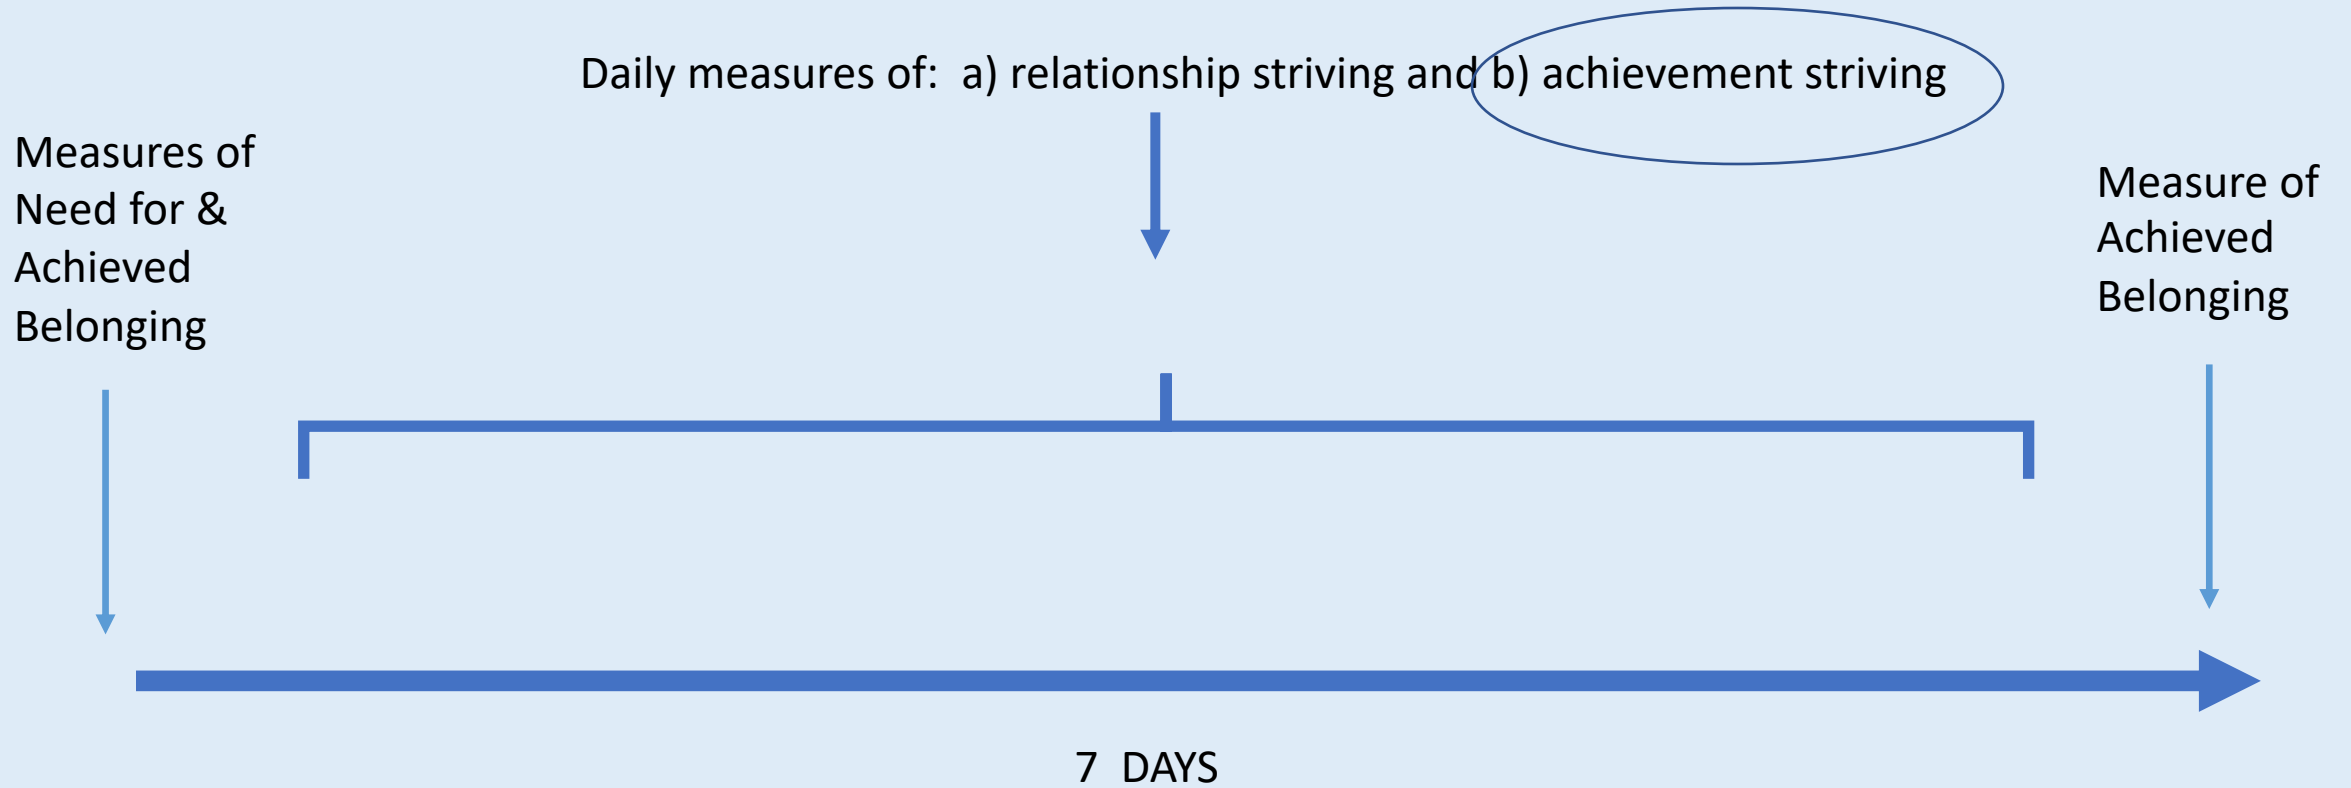 Daily measures of: a) relationship striving and b) achievement striving
Measures of
Need for &
Achieved
Belonging
Measure of
Achieved
Belonging
7 DAYS